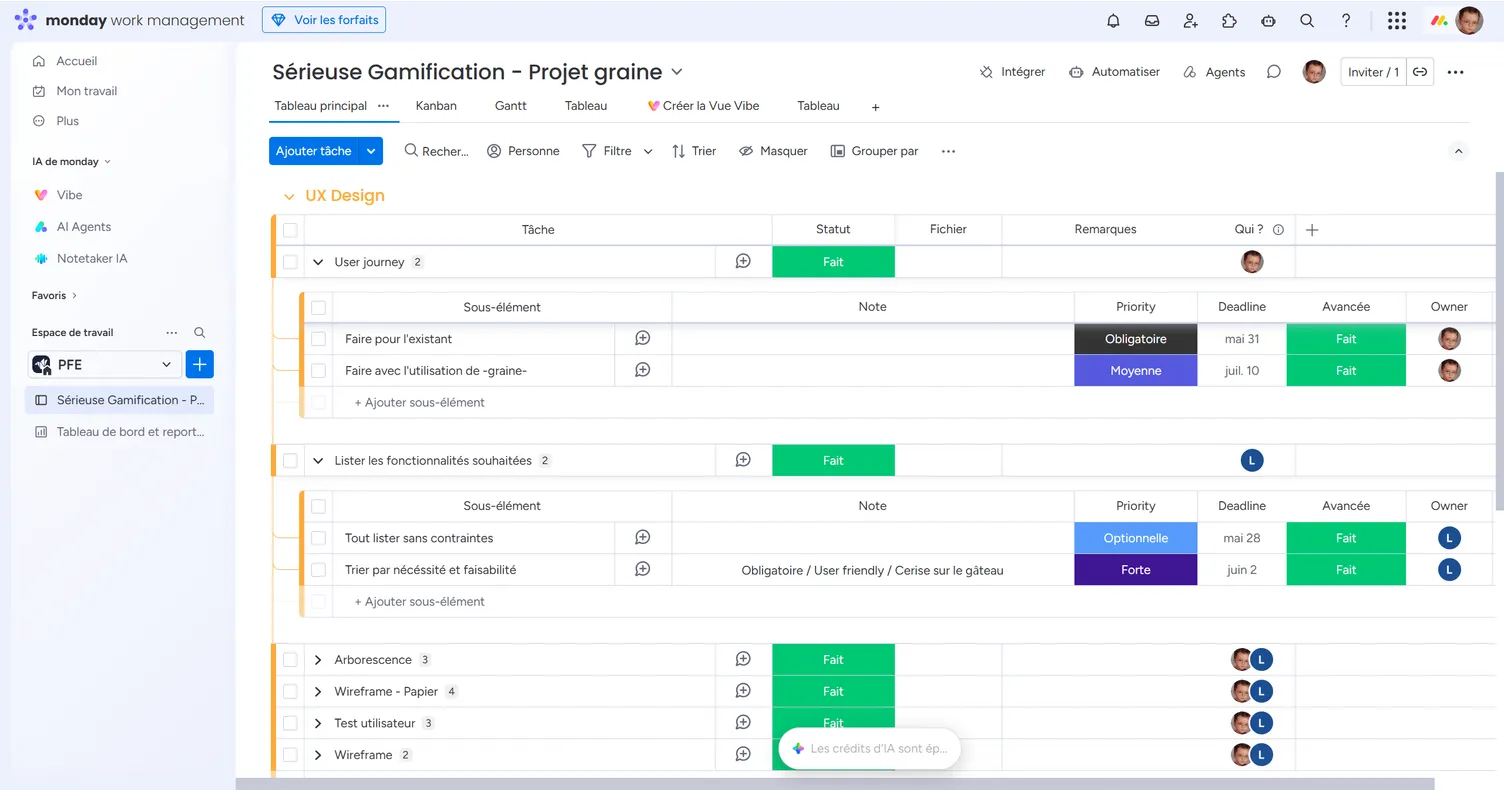 monday work management Voir les forfaits
Accueil
Mon travail
Plus
IA de monday
Vibe
AI Agents
Notetaker IA
Favoris
Espace de travail
PFE
Sérieuse Gamification - P...
Tableau de bord et report...
Sérieuse Gamification - Projet graine
Intégrer Automatiser Agents Inviter / 1
Tableau principal Kanban Gantt Tableau Créer la Vue Vibe Tableau +
Ajouter tâche Recher... Personne Filtre Trier Masquer Grouper par
UX Design
Tâche Statut Fichier Remarques Qui ?
User journey 2 Fait
Sous-élément Note Priority Deadline Avancée Owner
Faire pour l'existant Obligatoire mai 31 Fait
Faire avec l'utilisation de -graine- Moyenne juil. 10 Fait
+ Ajouter sous-élément
Lister les fonctionnalités souhaitées 2 Fait L
Sous-élément Note Priority Deadline Avancée Owner
Tout lister sans contraintes Optionnelle mai 28 Fait L
Trier par nécéssité et faisabilité Obligatoire / User friendly / Cerise sur le gâteau Forte juin 2 Fait L
+ Ajouter sous-élément
Arborescence 3 Fait L
Wireframe - Papier 4 Fait L
Test utilisateur 3 Fait L
Wireframe 2 L
Les crédits d'IA sont ép...